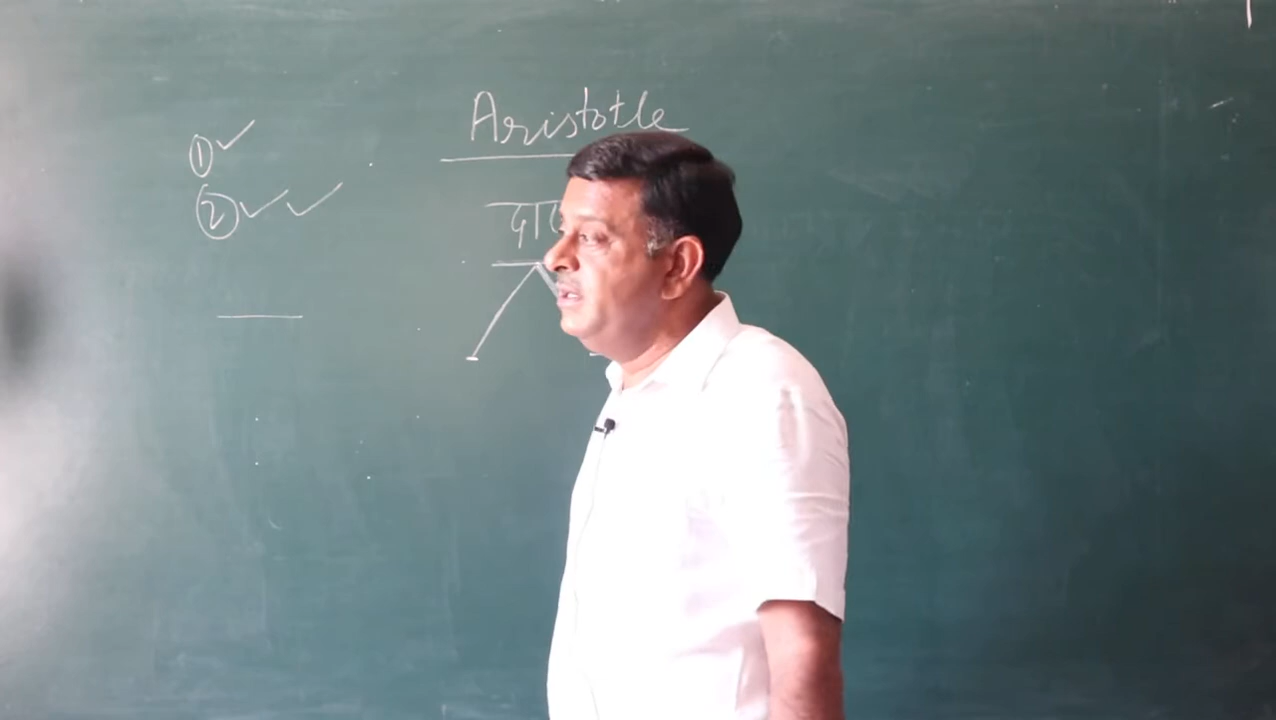 Aristotle
① ✓
② ✓ ✓